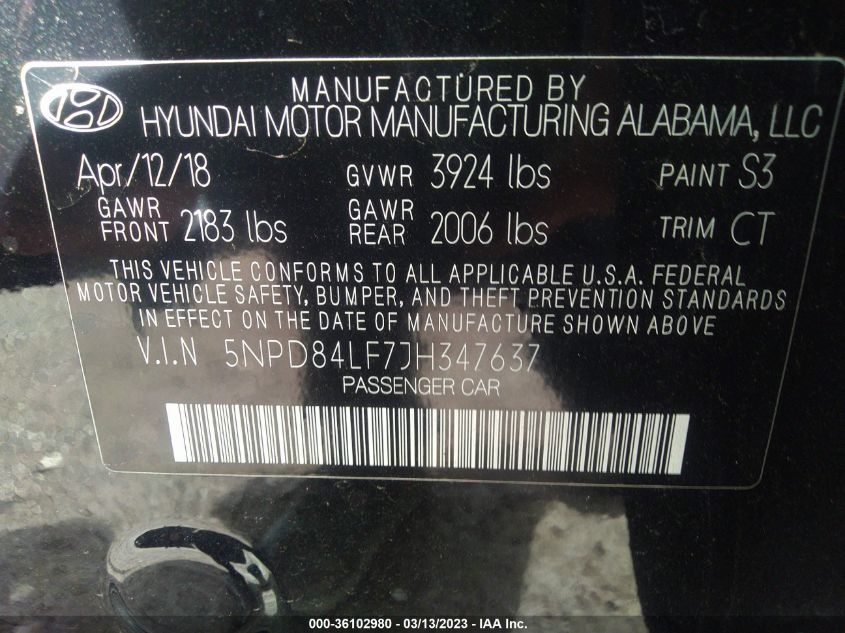 MANUFACTURED BY
HYUNDAI MOTOR MANUFACTURING ALABAMA, LLC
Apr/12/18 GVWR 3924 lbs PAINT S3
GAWR FRONT 2183 lbs GAWR REAR 2006 lbs TRIM CT
THIS VEHICLE CONFORMS TO ALL APPLICABLE U.S.A. FEDERAL
MOTOR VEHICLE SAFETY, BUMPER, AND THEFT PREVENTION STANDARDS
IN EFFECT ON THE DATE OF MANUFACTURE SHOWN ABOVE
V.I.N 5NPD84LF7JH347637
PASSENGER CAR
000-36102980 - 03/13/2023 - IAA Inc.